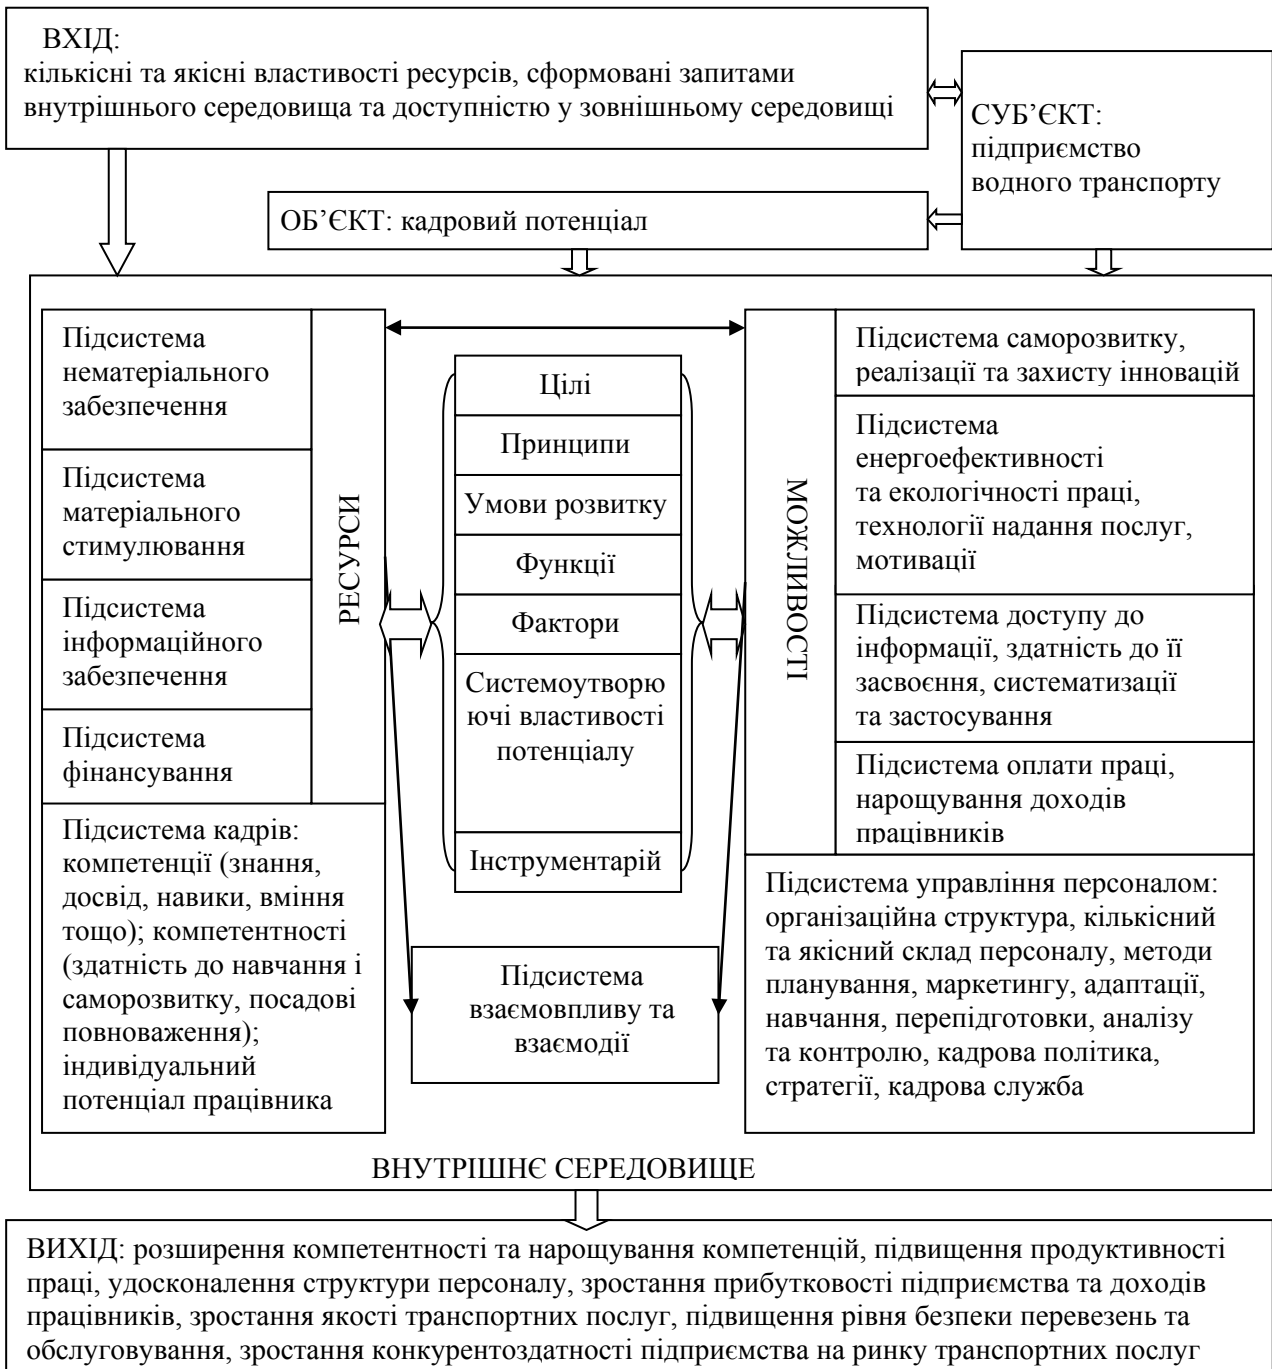 ВХІД:
кількісні та якісні властивості ресурсів, сформовані запитами
внутрішнього середовища та доступністю у зовнішньому середовищі
СУБ’ЄКТ:
підприємство
водного транспорту
ОБ’ЄКТ: кадровий потенціал
Підсистема
нематеріального
забезпечення
Підсистема
матеріального
стимулювання
Підсистема
інформаційного
забезпечення
Підсистема
фінансування
РЕСУРСИ
Підсистема кадрів:
компетенції (знання,
досвід, навики, вміння
тощо); компетентності
(здатність до навчання і
саморозвитку, посадові
повноваження);
індивідуальний
потенціал працівника
Цілі
Принципи
Умови розвитку
Функції
Фактори
Системоутворю
ючі властивості
потенціалу
Інструментарій
Підсистема
взаємовпливу та
взаємодії
МОЖЛИВОСТІ
Підсистема саморозвитку,
реалізації та захисту інновацій
Підсистема
енергоефективності
та екологічності праці,
технології надання послуг,
мотивації
Підсистема доступу до
інформації, здатність до її
засвоєння, систематизації
та застосування
Підсистема оплати праці,
нарощування доходів
працівників
Підсистема управління персоналом:
організаційна структура, кількісний
та якісний склад персоналу, методи
планування, маркетингу, адаптації,
навчання, перепідготовки, аналізу
та контролю, кадрова політика,
стратегії, кадрова служба
ВНУТРІШНЄ СЕРЕДОВИЩЕ
ВИХІД: розширення компетентності та нарощування компетенцій, підвищення продуктивності
праці, удосконалення структури персоналу, зростання прибутковості підприємства та доходів
працівників, зростання якості транспортних послуг, підвищення рівня безпеки перевезень та
обслуговування, зростання конкурентоздатності підприємства на ринку транспортних послуг